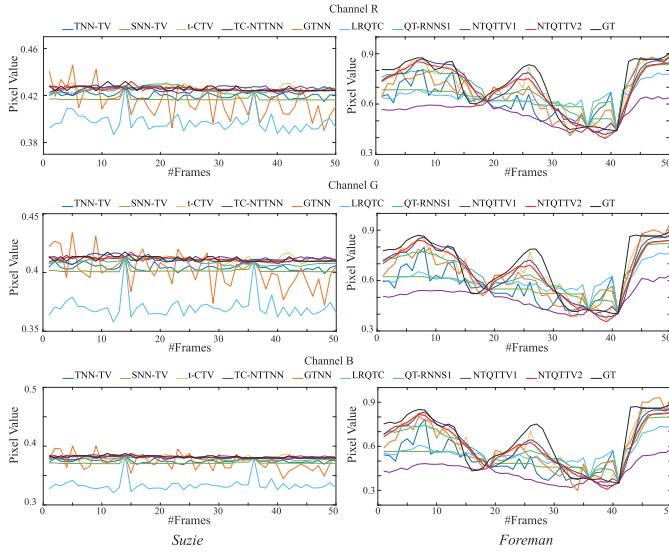 Channel R
TNN-TV SNN-TV t-CTV TC-NTTNN GTNN LRQTC QT-RNNS1 NTQTTV1 NTQTTV2 GT
Pixel Value
0.46
0.42
0.38
0 10 20 30 40 50
#Frames
Pixel Value
0.9
0.6
0.3
0 10 20 30 40 50
#Frames
Channel G
TNN-TV SNN-TV t-CTV TC-NTTNN GTNN LRQTC QT-RNNS1 NTQTTV1 NTQTTV2 GT
Pixel Value
0.45
0.4
0.35
0 10 20 30 40 50
#Frames
Pixel Value
0.9
0.6
0.3
0 10 20 30 40 50
#Frames
Channel B
TNN-TV SNN-TV t-CTV TC-NTTNN GTNN LRQTC QT-RNNS1 NTQTTV1 NTQTTV2 GT
Pixel Value
0.5
0.4
0.3
0 10 20 30 40 50
#Frames
Pixel Value
0.9
0.6
0.3
0 10 20 30 40 50
#Frames
Suzie
Foreman